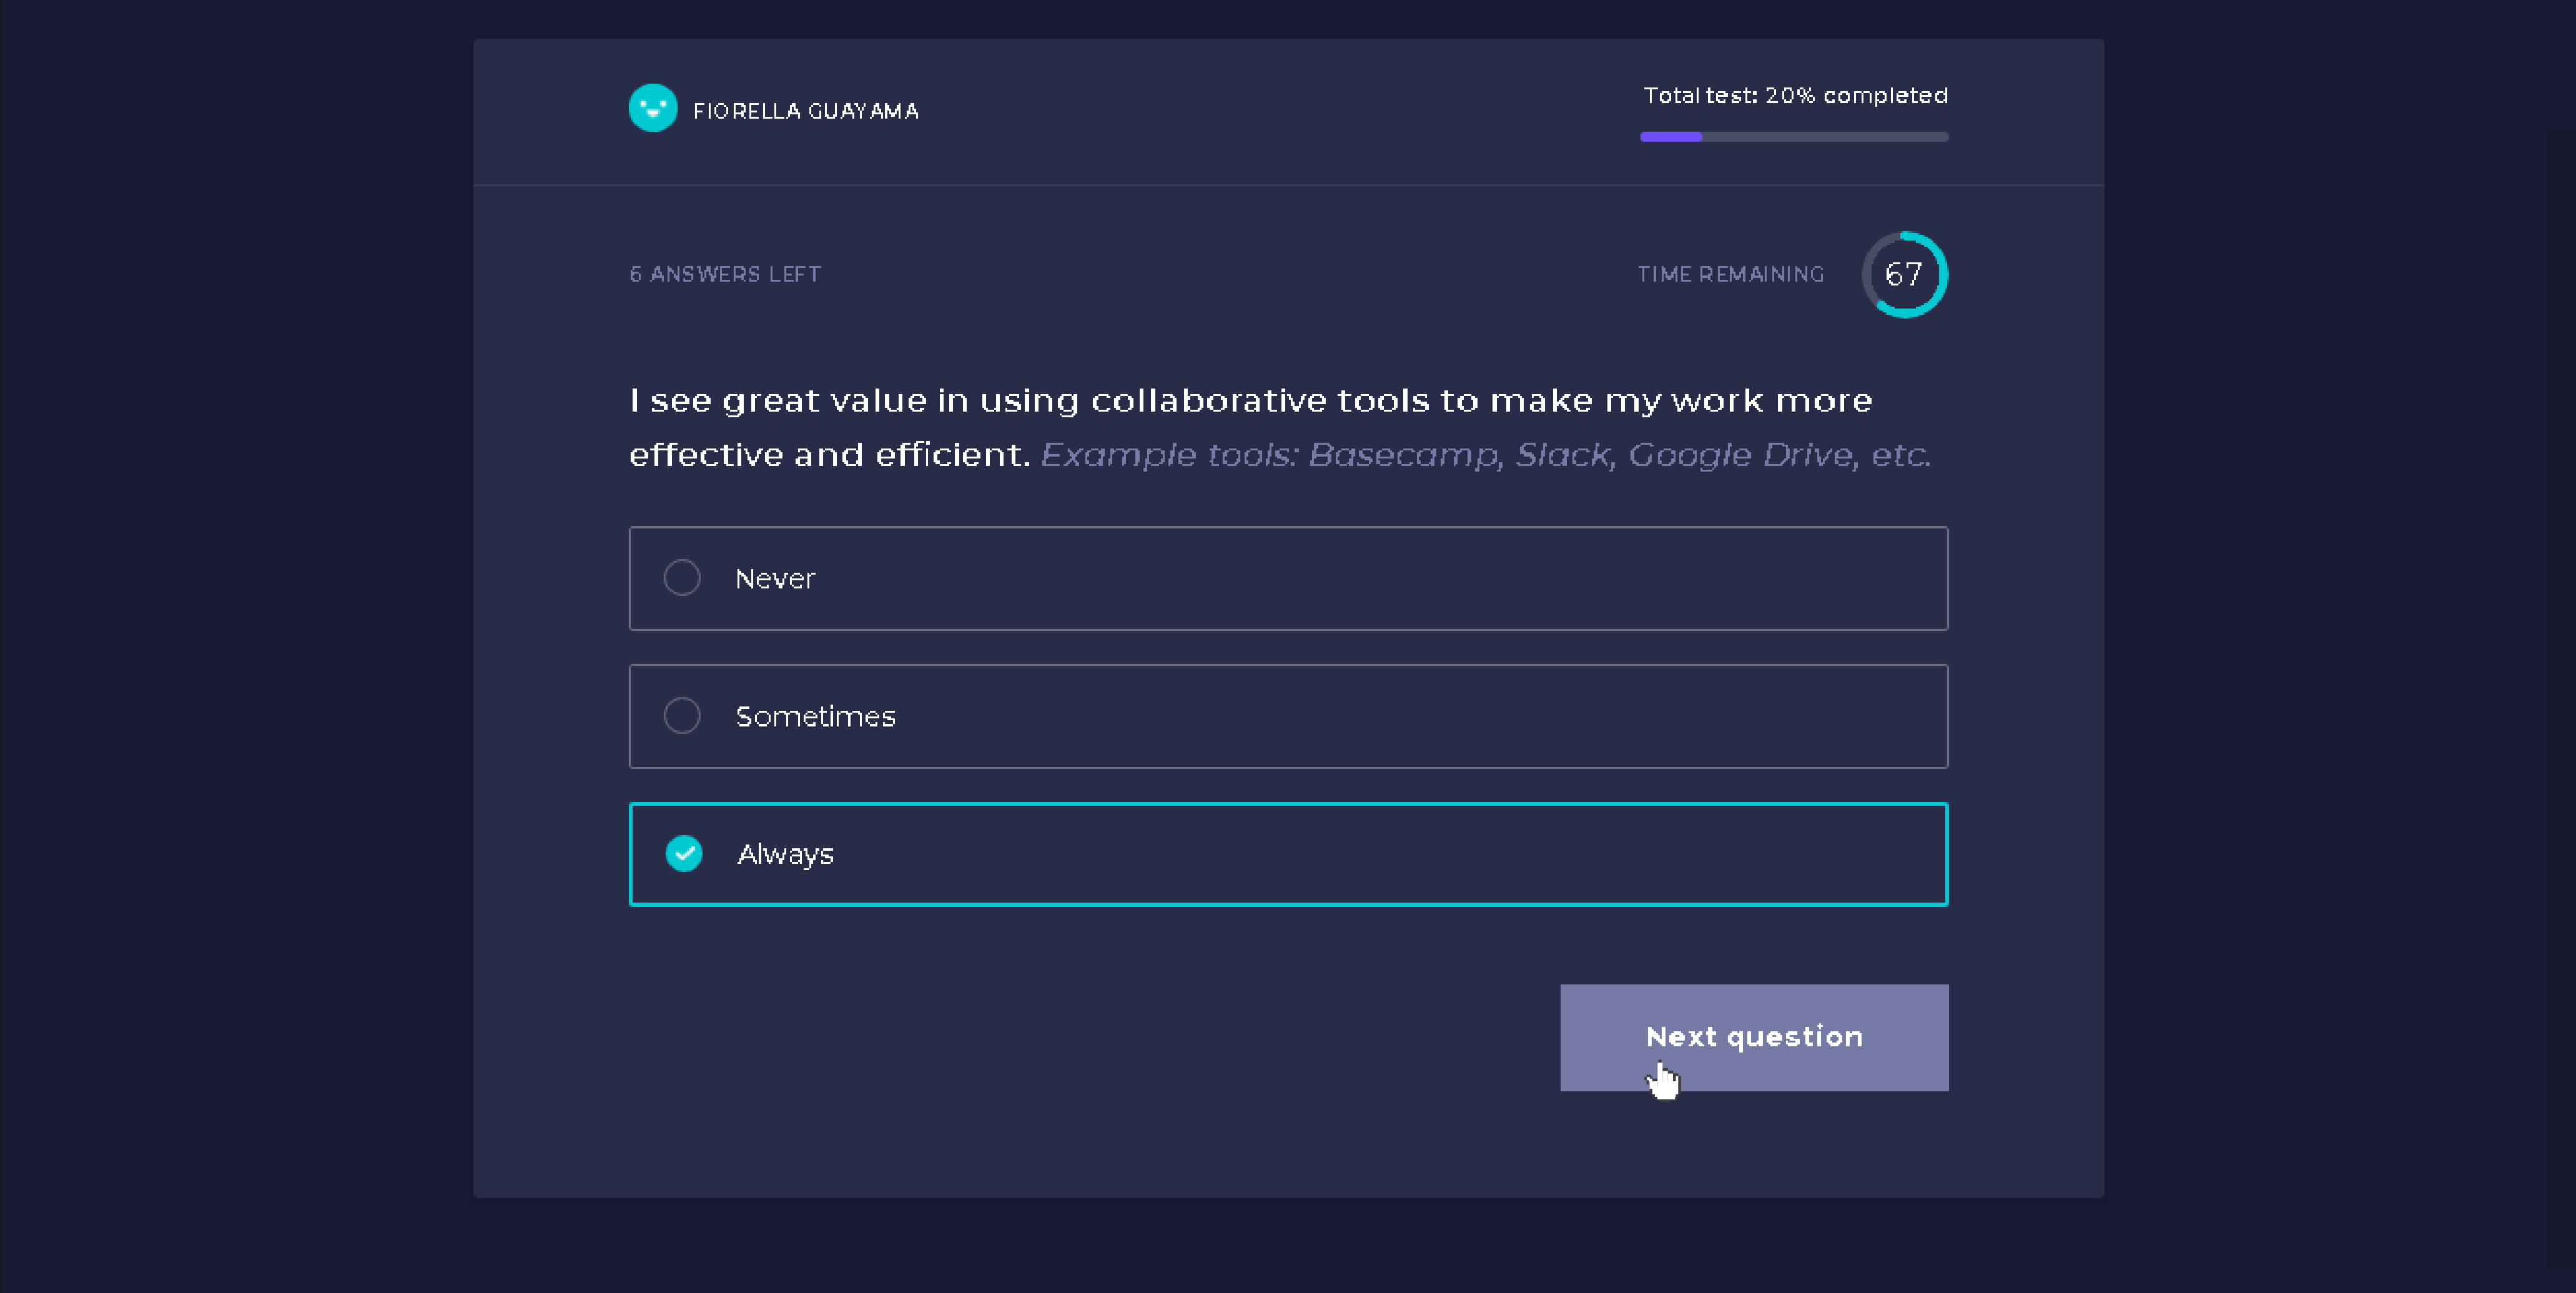 FIORELLA GUAYAMA
Total test: 20% completed
6 ANSWERS LEFT
TIME REMAINING
67
I see great value in using collaborative tools to make my work more
effective and efficient. Example tools: Basecamp, Slack, Google Drive, etc.
Never
Sometimes
Always
Next question